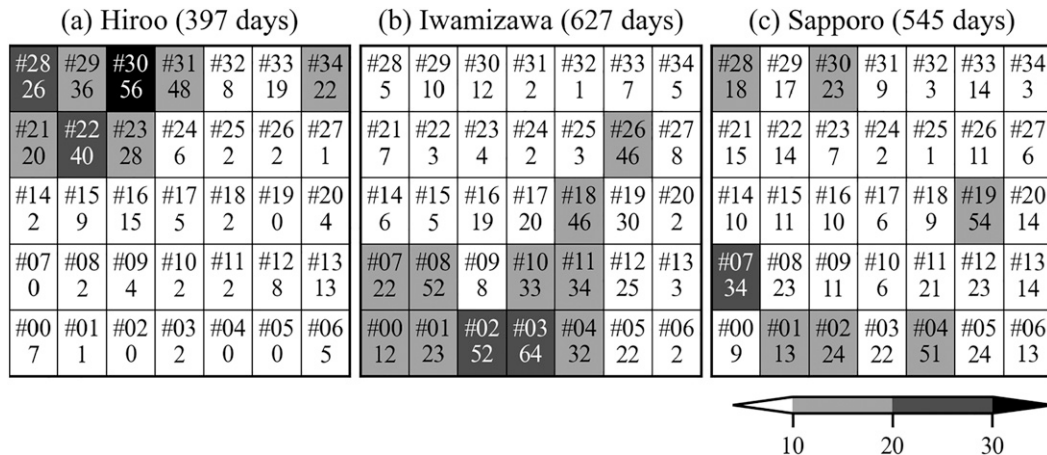 (a) Hiroo (397 days) (b) Iwamizawa (627 days) (c) Sapporo (545 days)
#28 #29 #30 #31 #32 #33 #34 #28 #29 #30 #31 #32 #33 #34 #28 #29 #30 #31 #32 #33 #34
26 36 56 48 8 19 22 5 10 12 2 1 7 5 18 17 23 9 3 14 3
#21 #22 #23 #24 #25 #26 #27 #21 #22 #23 #24 #25 #26 #27 #21 #22 #23 #24 #25 #26 #27
20 40 28 6 2 2 1 7 3 4 2 3 46 8 15 14 7 2 1 11 6
#14 #15 #16 #17 #18 #19 #20 #14 #15 #16 #17 #18 #19 #20 #14 #15 #16 #17 #18 #19 #20
2 9 15 5 2 0 4 6 5 19 20 46 30 2 10 11 10 6 9 54 14
#07 #08 #09 #10 #11 #12 #13 #07 #08 #09 #10 #11 #12 #13 #07 #08 #09 #10 #11 #12 #13
0 2 4 2 2 8 13 22 52 8 33 34 25 3 34 23 11 6 21 23 14
#00 #01 #02 #03 #04 #05 #06 #00 #01 #02 #03 #04 #05 #06 #00 #01 #02 #03 #04 #05 #06
7 1 0 2 0 0 5 12 23 52 64 32 22 2 9 13 24 22 51 24 13
10 20 30